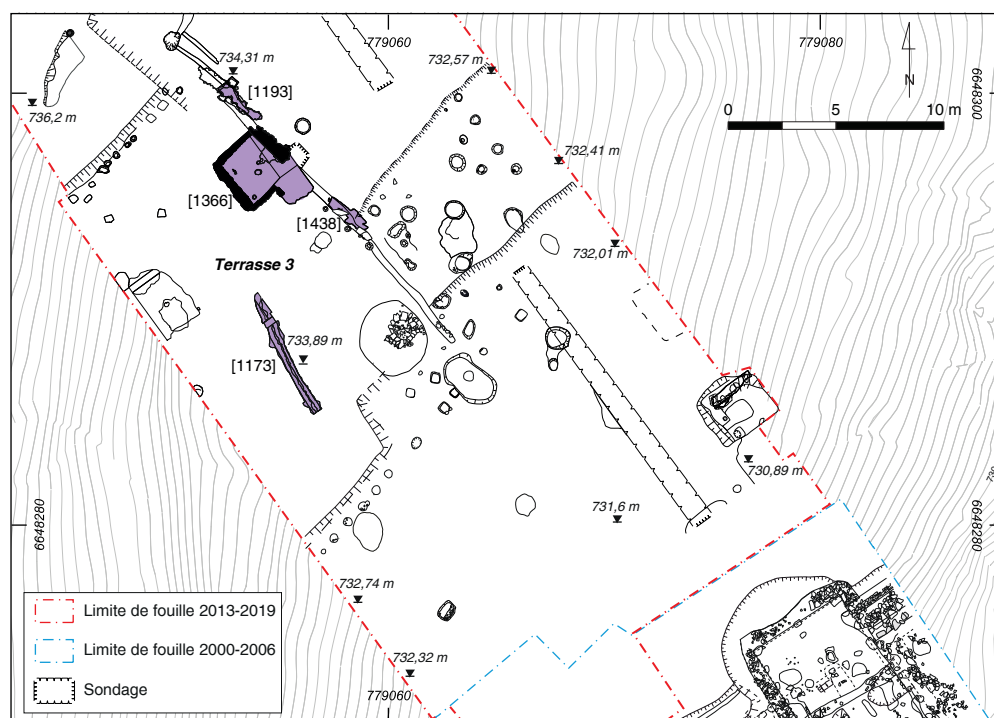 779060
779080
734,31 m
732,57 m
N
[1193]
736,2 m
6648300
0 5 10 m
732,41 m
[1366]
[1438]
732,01 m
Terrasse 3
733,89 m
[1173]
730,89 m
731,6 m
6648280
6648280
732,74 m
732,32 m
779060
Limite de fouille 2013-2019
Limite de fouille 2000-2006
Sondage